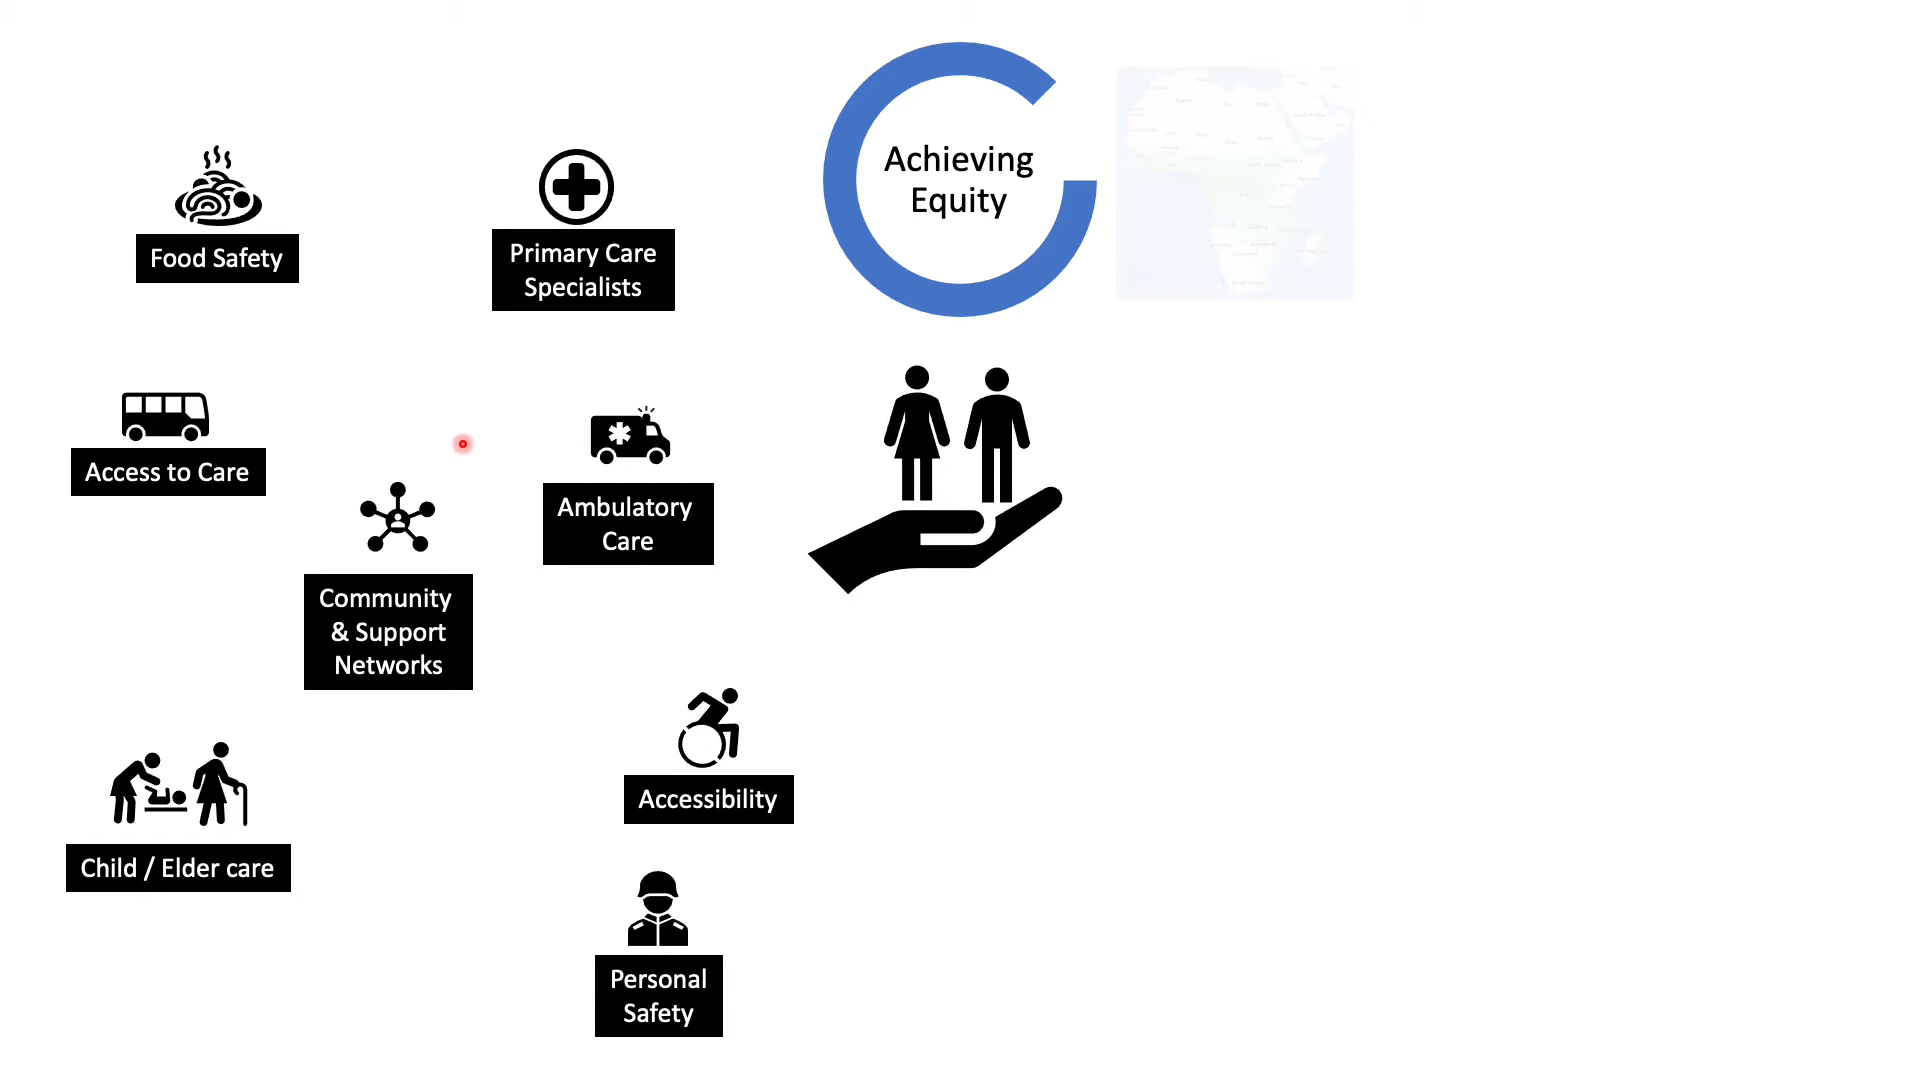 Achieving
Equity
Food Safety
Primary Care
Specialists
Access to Care
Ambulatory
Care
Community
& Support
Networks
Accessibility
Child / Elder care
Personal
Safety